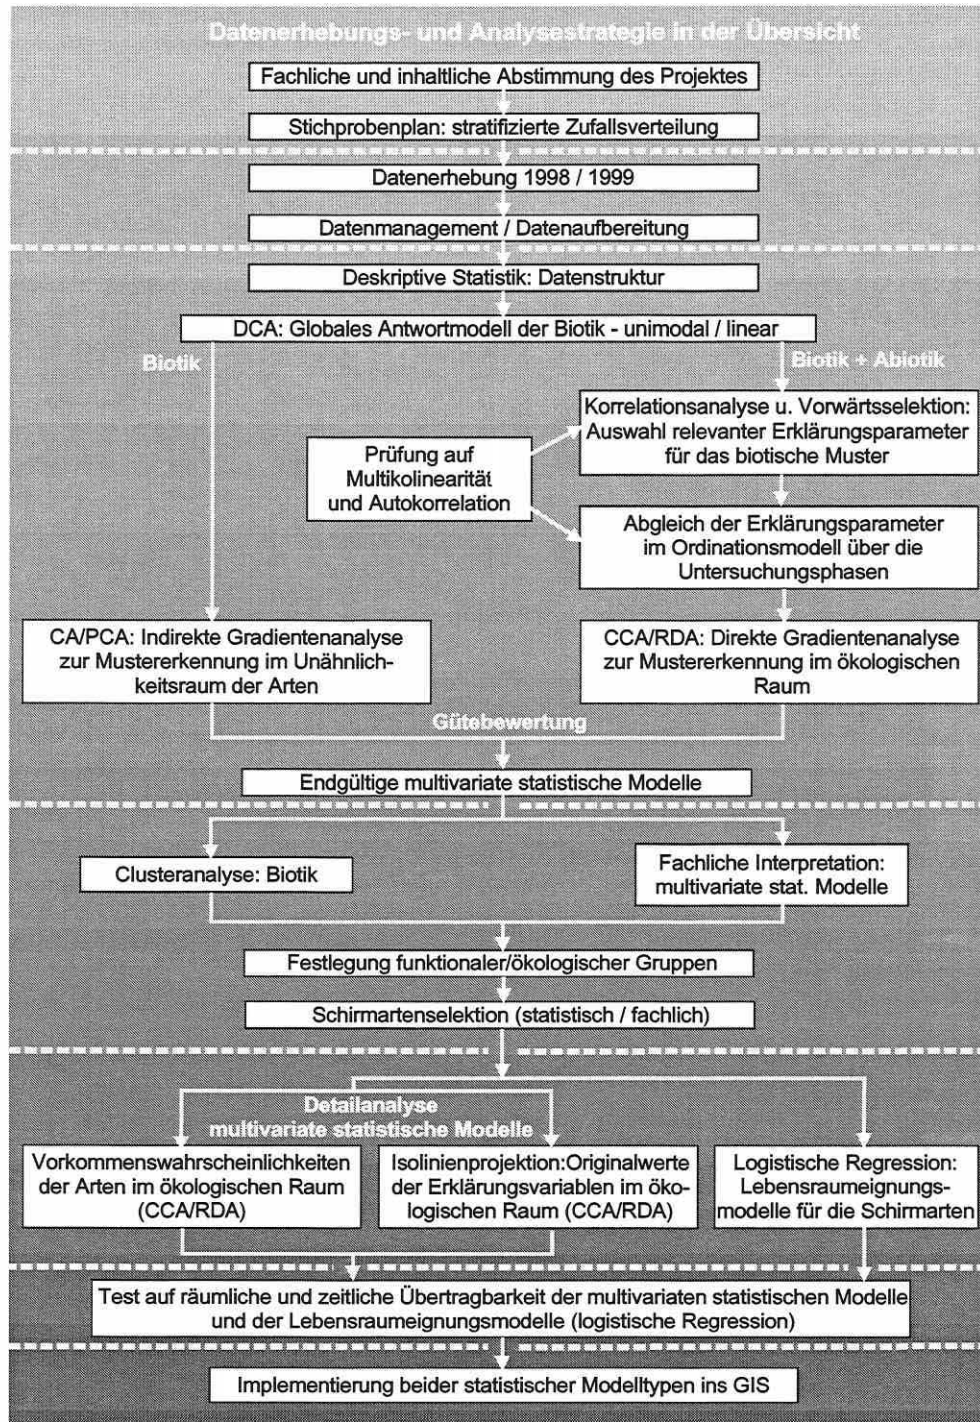 Datenerhebungs- und Analysestrategie in der Übersicht
Fachliche und inhaltliche Abstimmung des Projektes
Stichprobenplan: stratifizierte Zufallsverteilung
Datenerhebung 1998 / 1999
Datenmanagement / Datenaufbereitung
Deskriptive Statistik: Datenstruktur
DCA: Globales Antwortmodell der Biotik - unimodal / linear
Biotik
Biotik + Abiotik
Korrelationsanalyse u. Vorwärtsselektion:
Auswahl relevanter Erklärungsparameter
für das biotische Muster
Prüfung auf
Multikolinearität
und Autokorrelation
Abgleich der Erklärungsparameter
im Ordinationsmodell über die
Untersuchungsphasen
CA/PCA: Indirekte Gradientenanalyse
zur Mustererkennung im Unähnlich-
keitsraum der Arten
CCA/RDA: Direkte Gradientenanalyse
zur Mustererkennung im ökologischen
Raum
Gütebewertung
Endgültige multivariate statistische Modelle
Clusteranalyse: Biotik
Fachliche Interpretation:
multivariate stat. Modelle
Festlegung funktionaler/ökologischer Gruppen
Schirmartenselektion (statistisch / fachlich)
Detailanalyse
multivariate statistische Modelle
Vorkommenswahrscheinlichkeiten
der Arten im ökologischen Raum
(CCA/RDA)
Isolinienprojektion:Originalwerte
der Erklärungsvariablen im öko-
logischen Raum (CCA/RDA)
Logistische Regression:
Lebensraumeignungs-
modelle für die Schirmarten
Test auf räumliche und zeitliche Übertragbarkeit der multivariaten statistischen Modelle
und der Lebensraumeignungsmodelle (logistische Regression)
Implementierung beider statistischer Modelltypen ins GIS